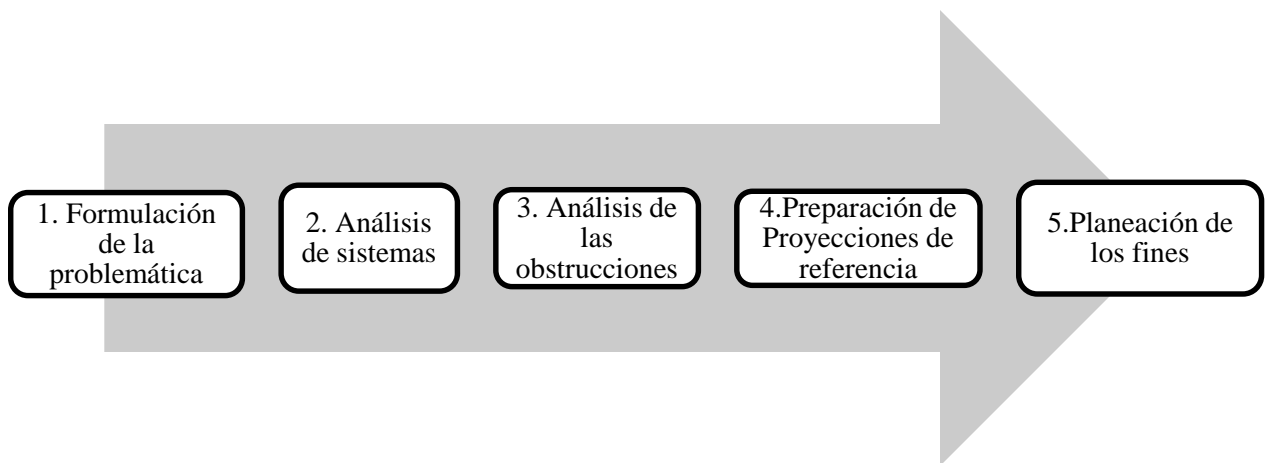 1. Formulación
de la
problemática
2. Análisis
de sistemas
3. Análisis de
las
obstrucciones
4.Preparación de
Proyecciones de
referencia
5.Planeación de
los fines